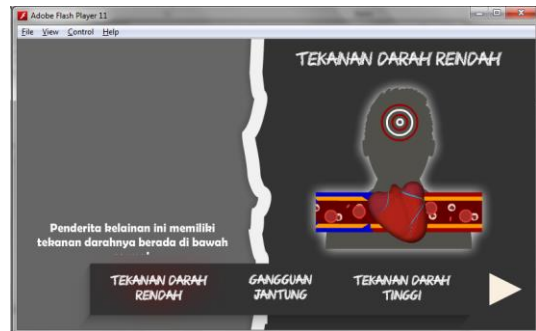 Adobe Flash Player 11
File View Control Help
TEKANAN DARAH RENDAH
Penderita kelainan ini memiliki
tekanan darahnya berada di bawah
TEKANAN DARAH
RENDAH
GANGGUAN
JANTUNG
TEKANAN DARAH
TINGGI